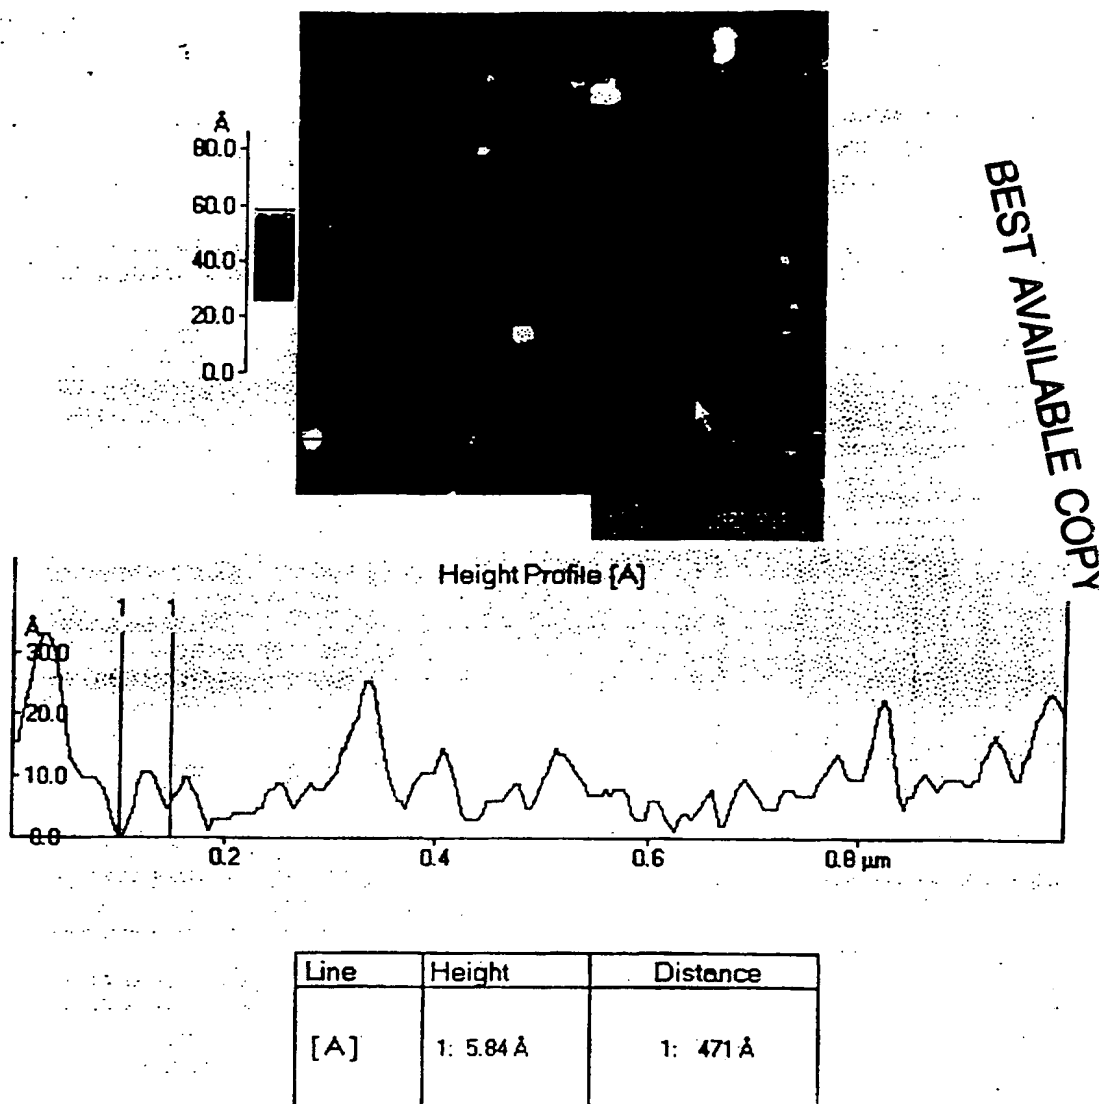 Å
80.0
60.0
40.0
20.0
0.0
BEST AVAILABLE COPY
Height Profile [A]
1 1
Å
30.0
20.0
10.0
0.0
0.2 0.4 0.6 0.8 µm
Line Height Distance
[A] 1: 5.84 Å 1: 471 Å